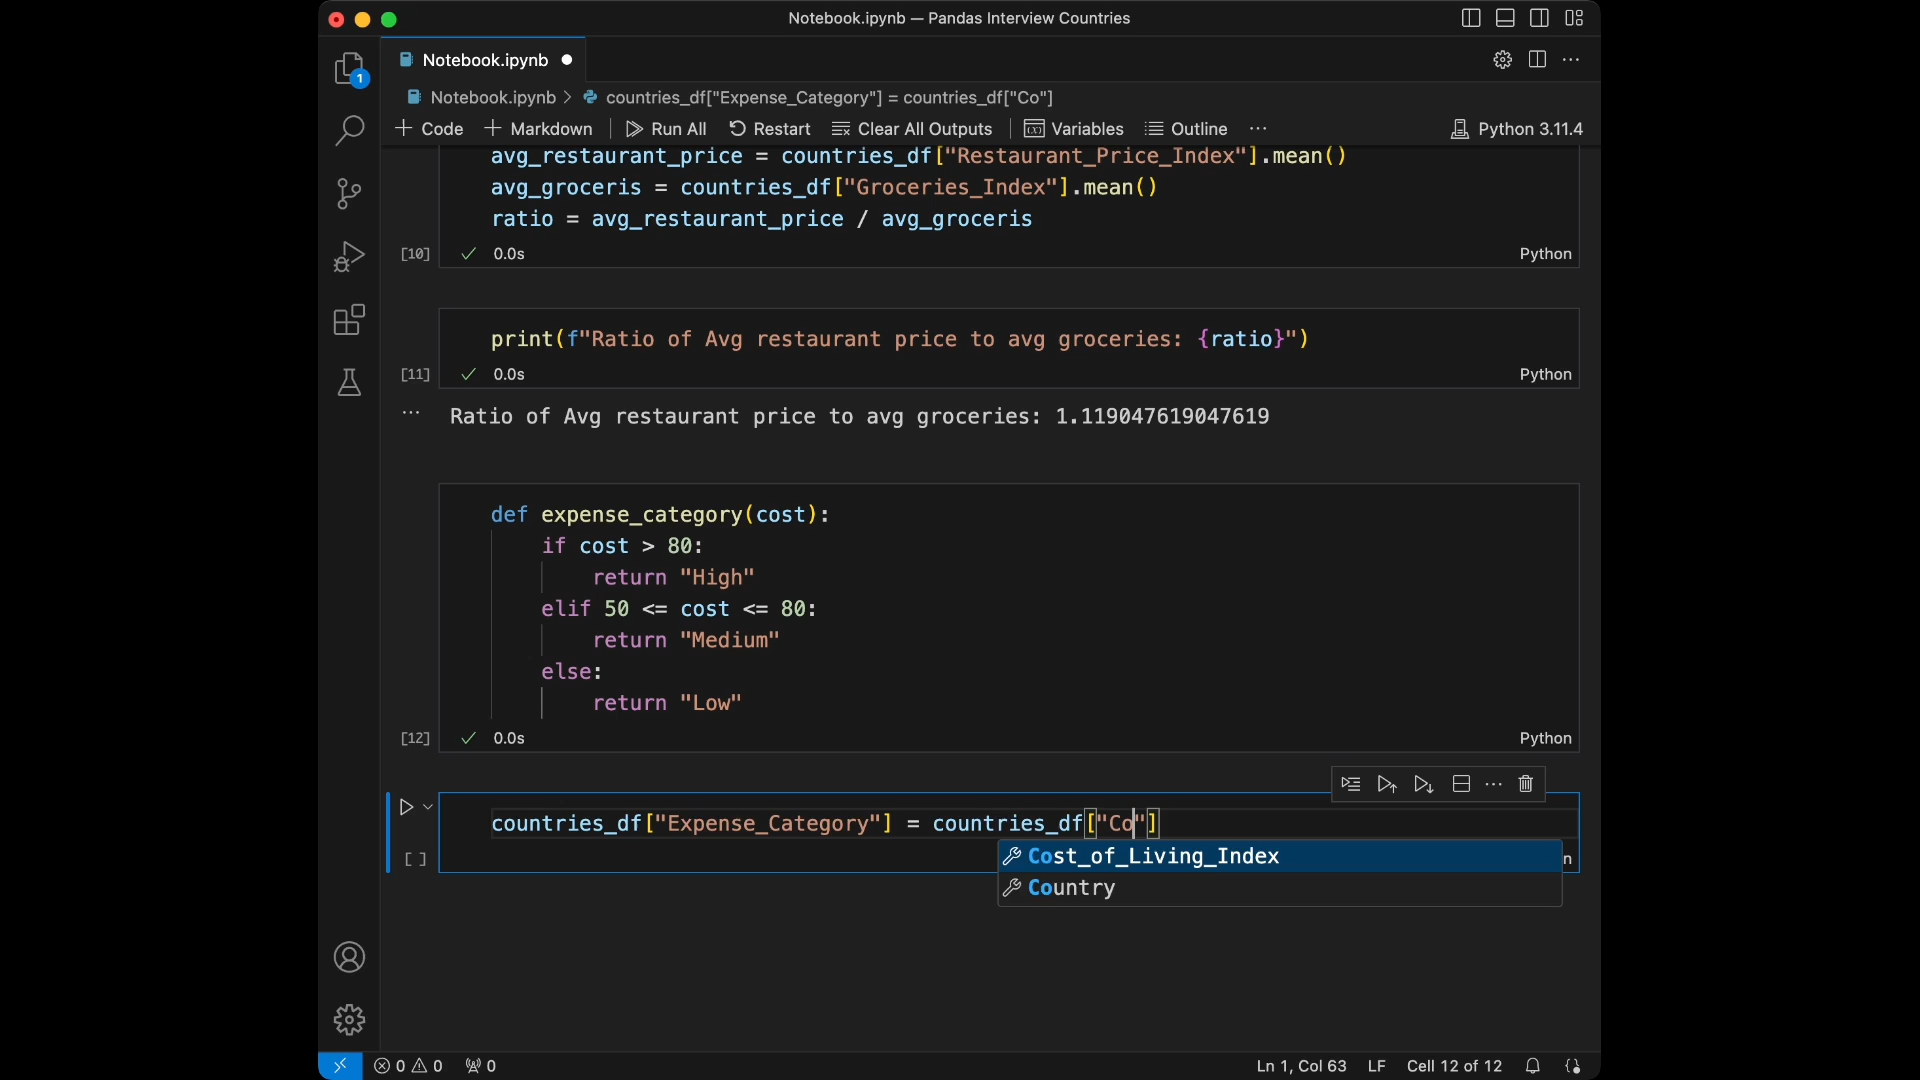 Notebook.ipynb — Pandas Interview Countries
1
Notebook.ipynb
Notebook.ipynb > countries_df["Expense_Category"] = countries_df["Co"]
+ Code + Markdown Run All Restart Clear All Outputs Variables Outline ··· Python 3.11.4
avg_restaurant_price = countries_df["Restaurant_Price_Index"].mean()
avg_groceris = countries_df["Groceries_Index"].mean()
ratio = avg_restaurant_price / avg_groceris
[10] ✓ 0.0s Python
print(f"Ratio of Avg restaurant price to avg groceries: {ratio}")
[11] ✓ 0.0s Python
··· Ratio of Avg restaurant price to avg groceries: 1.119047619047619
def expense_category(cost):
if cost > 80:
return "High"
elif 50 <= cost <= 80:
return "Medium"
else:
return "Low"
[12] ✓ 0.0s Python
countries_df["Expense_Category"] = countries_df["Co"]
[ ] n
Cost_of_Living_Index
Country
0 0 0 Ln 1, Col 63 LF Cell 12 of 12